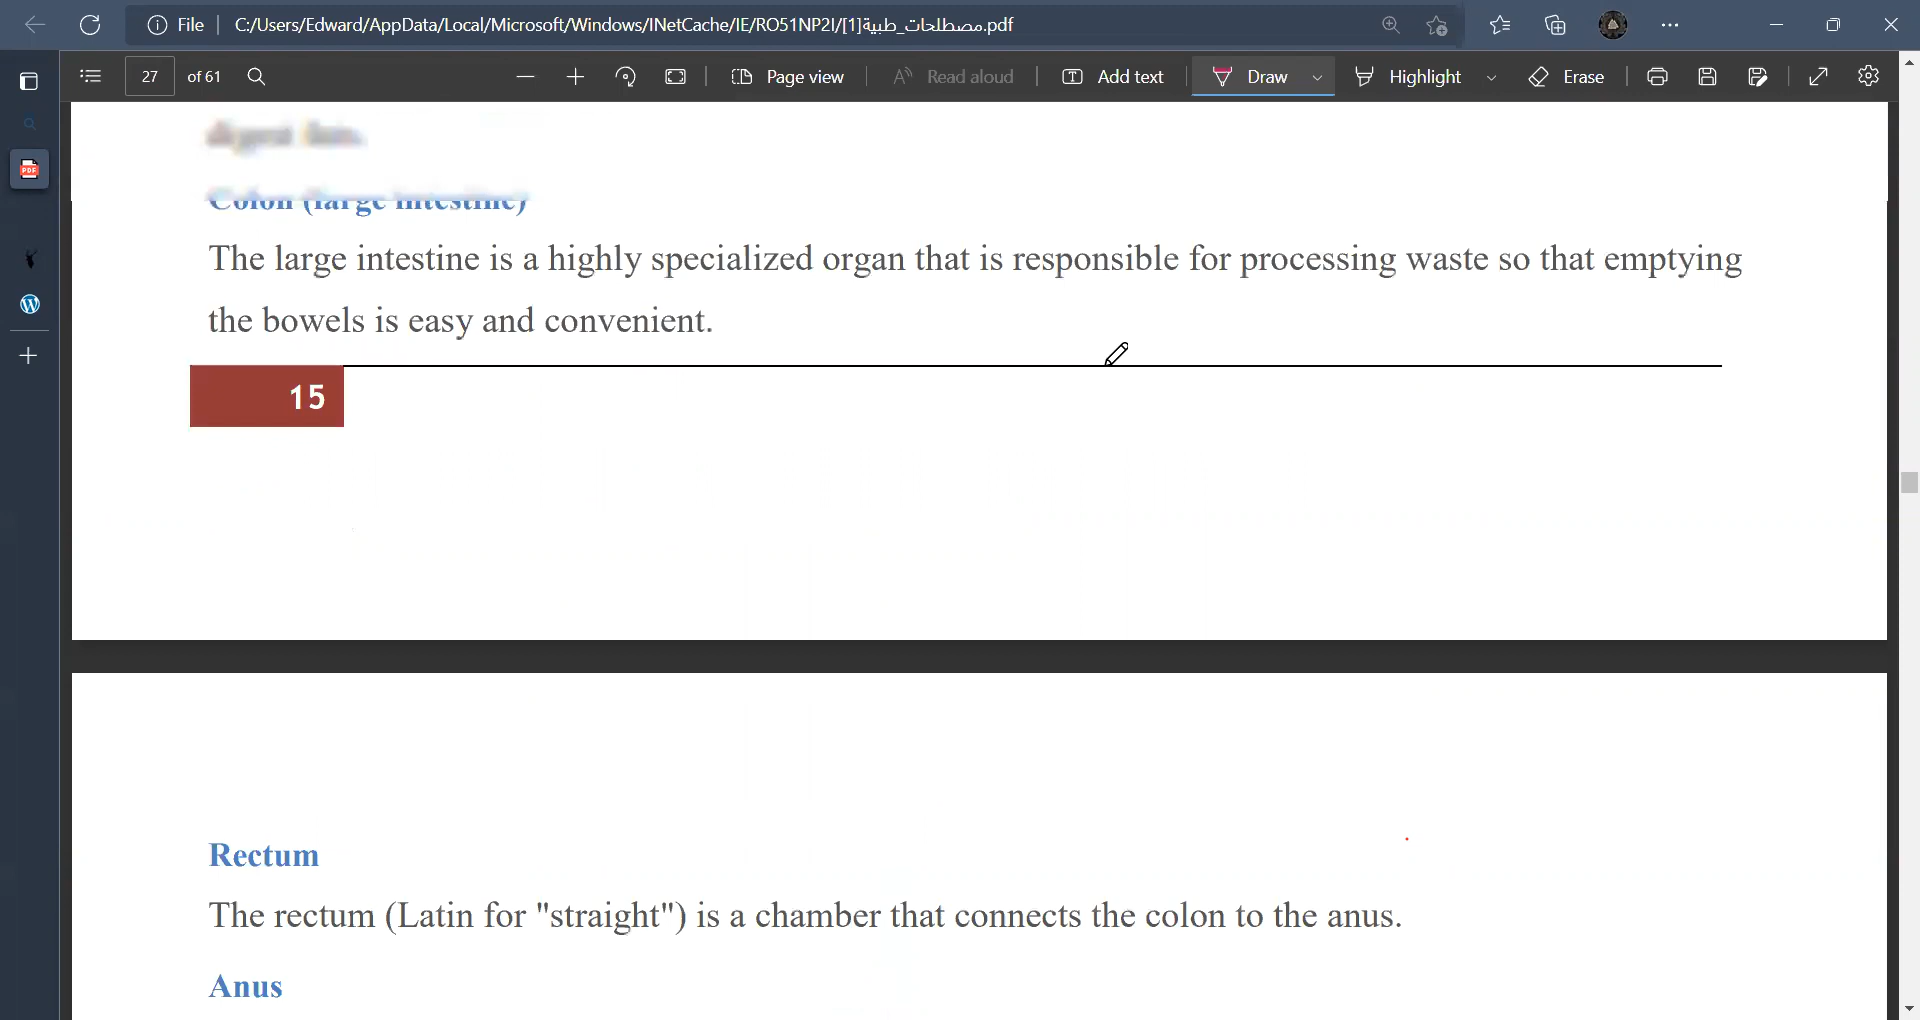 File
C:/Users/Edward/AppData/Local/Microsoft/Windows/INetCache/IE/RO51NP2I/مصطلحات_طبية[1].pdf
27 of 61
Page view
Read aloud
Add text
Draw
Highlight
Erase
digest fats.
Colon (large intestine)
The large intestine is a highly specialized organ that is responsible for processing waste so that emptying
the bowels is easy and convenient.
15
Rectum
The rectum (Latin for "straight") is a chamber that connects the colon to the anus.
Anus